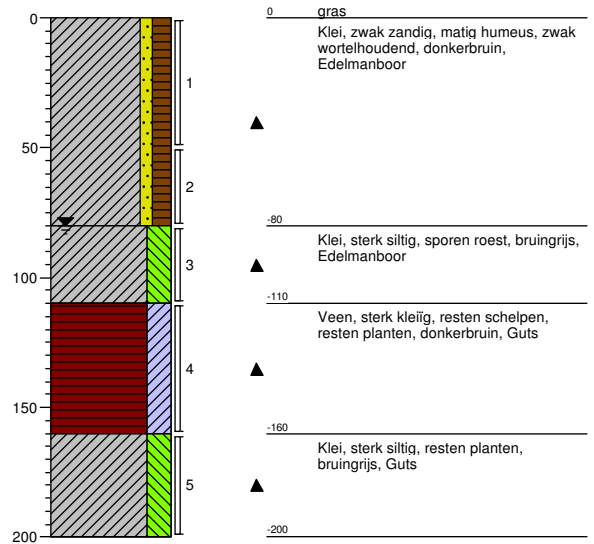 0
50
100
150
200
1
2
3
4
5
0
gras
Klei, zwak zandig, matig humeus, zwak
wortelhoudend, donkerbruin,
Edelmanboor
-80
Klei, sterk siltig, sporen roest, bruingrijs,
Edelmanboor
-110
Veen, sterk kleiïg, resten schelpen,
resten planten, donkerbruin, Guts
-160
Klei, sterk siltig, resten planten,
bruingrijs, Guts
-200